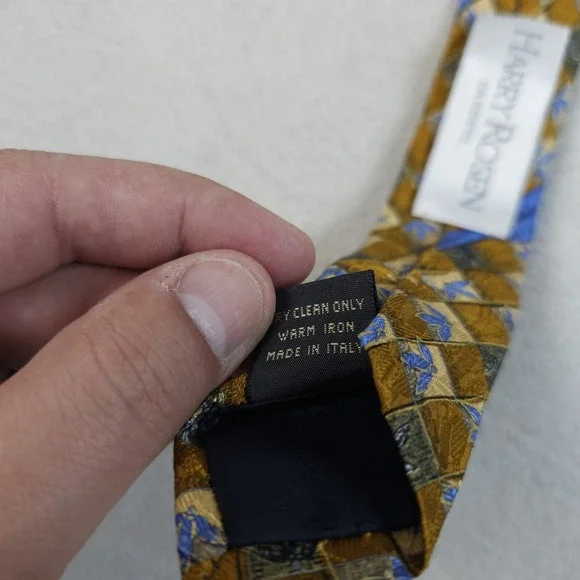 HARRY ROSEN
CLEAN ONLY
WARM IRON
MADE IN ITALY